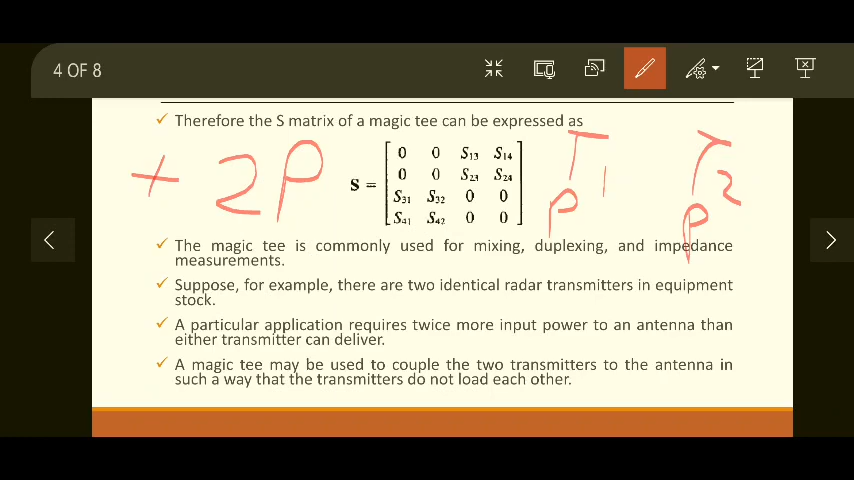 4 OF 8
✓ Therefore the S matrix of a magic tee can be expressed as
+ 2P
S = [ 0 0 S13 S14
0 0 S23 S24
S31 S32 0 0
S41 S42 0 0 ]
T1 T2
P P
✓ The magic tee is commonly used for mixing, duplexing, and impedance
measurements.
✓ Suppose, for example, there are two identical radar transmitters in equipment
stock.
✓ A particular application requires twice more input power to an antenna than
either transmitter can deliver.
✓ A magic tee may be used to couple the two transmitters to the antenna in
such a way that the transmitters do not load each other.